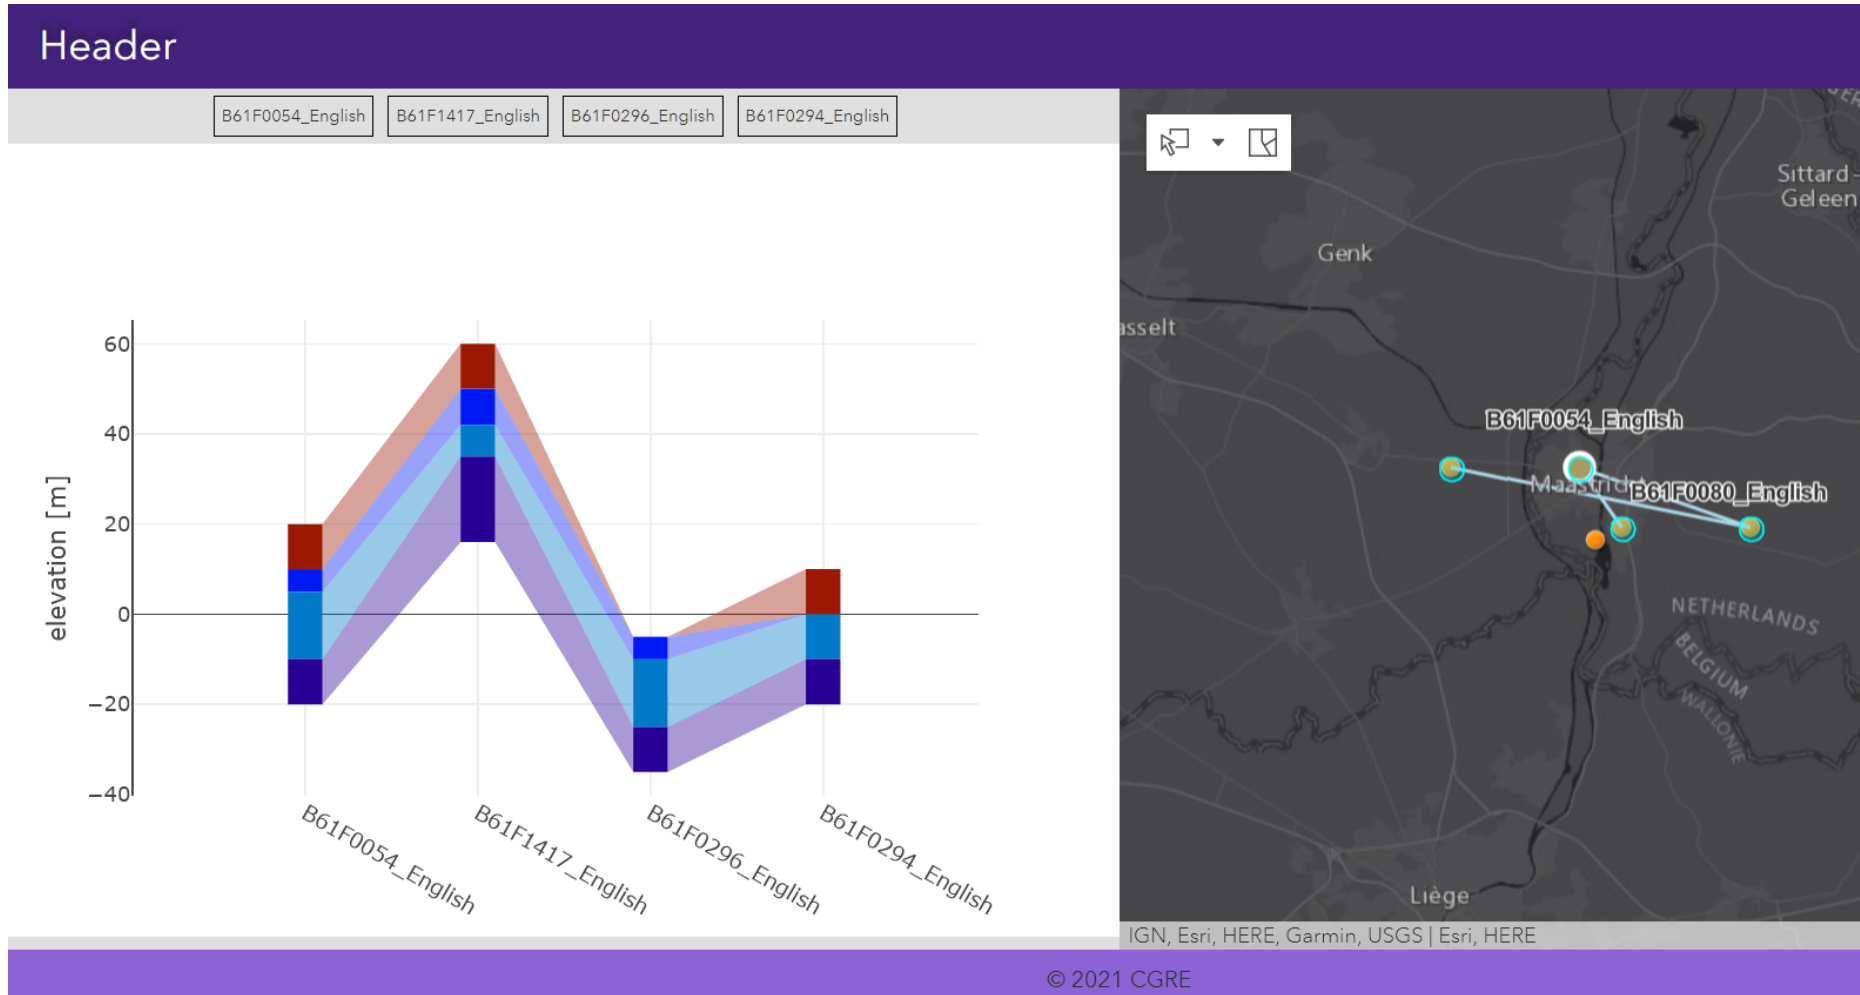 Header
B61F0054_English
B61F1417_English
B61F0296_English
B61F0294_English
elevation [m]
60
40
20
0
−20
−40
B61F0054_English
B61F1417_English
B61F0296_English
B61F0294_English
Sittard-
Geleen
Genk
asselt
B61F0054_English
Maastricht
B61F0080_English
NETHERLANDS
BELGIUM
WALLONIE
Liège
IGN, Esri, HERE, Garmin, USGS | Esri, HERE
© 2021 CGRE